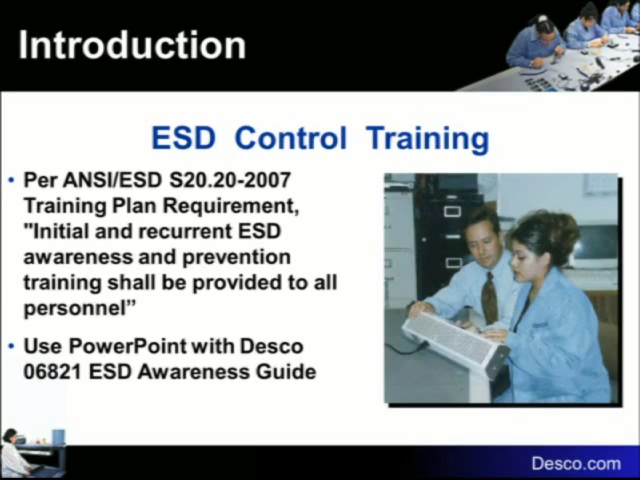 Introduction
ESD Control Training
• Per ANSI/ESD S20.20-2007
Training Plan Requirement,
"Initial and recurrent ESD
awareness and prevention
training shall be provided to all
personnel”
• Use PowerPoint with Desco
06821 ESD Awareness Guide
Desco.com